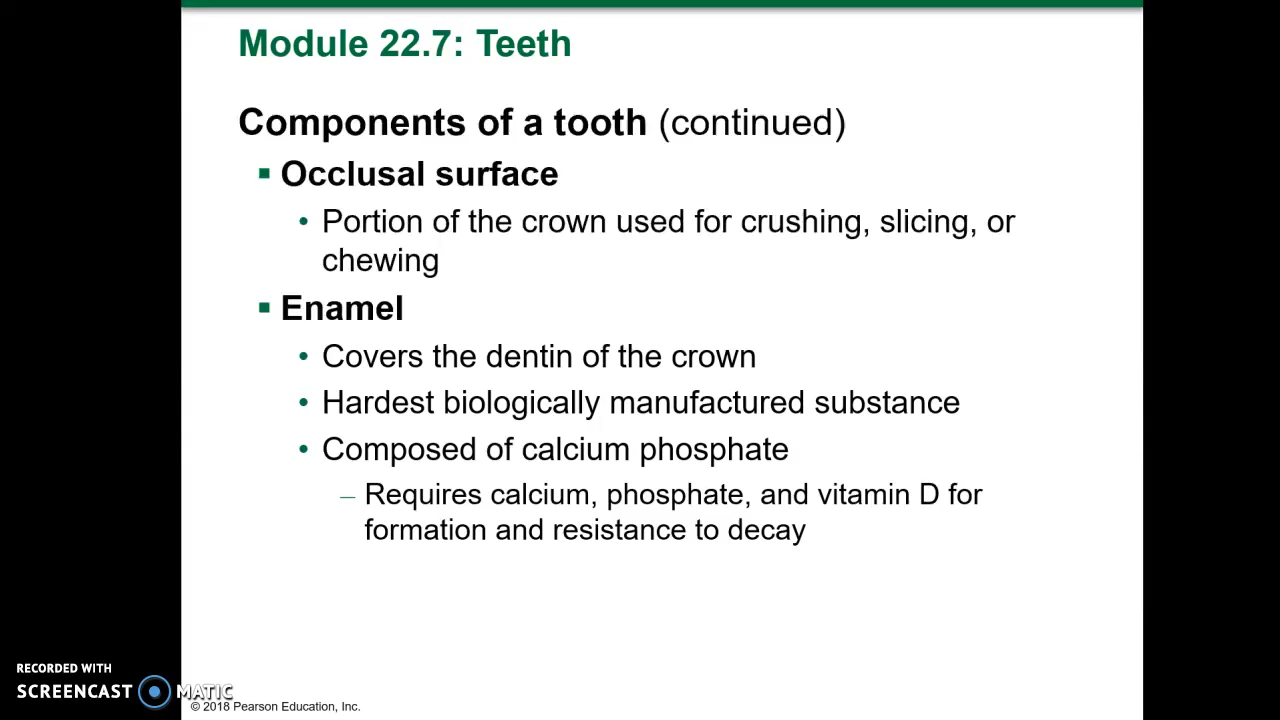 Module 22.7: Teeth
Components of a tooth (continued)
▪ Occlusal surface
• Portion of the crown used for crushing, slicing, or
chewing
▪ Enamel
• Covers the dentin of the crown
• Hardest biologically manufactured substance
• Composed of calcium phosphate
– Requires calcium, phosphate, and vitamin D for
formation and resistance to decay
RECORDED WITH
SCREENCAST MATIC
© 2018 Pearson Education, Inc.